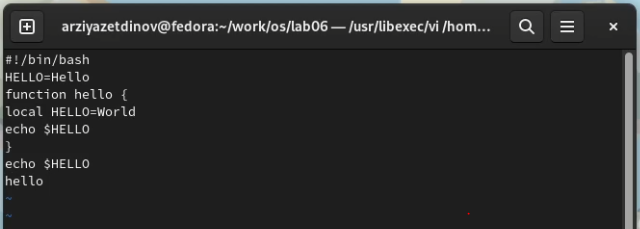 arziyazetdinov@fedora:~/work/os/lab06 — /usr/libexec/vi /hom...
#!/bin/bash
HELLO=Hello
function hello {
local HELLO=World
echo $HELLO
}
echo $HELLO
hello
~
~